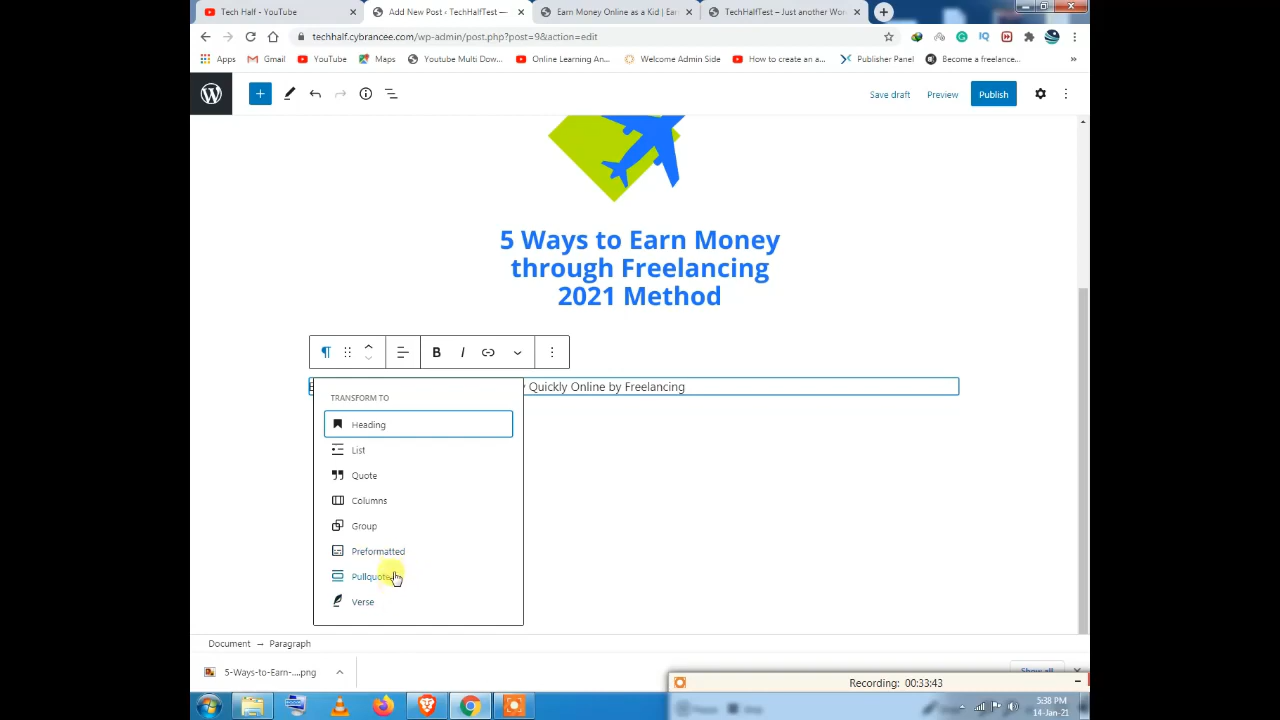 Tech Half - YouTube
Add New Post ‹ TechHalfTest —
Earn Money Online as a Kid | Ear
TechHalfTest – Just another Wor
techhalf.cybrancee.com/wp-admin/post.php?post=9&action=edit
Apps
Gmail
YouTube
Maps
Youtube Multi Dow...
Online Learning An...
Welcome Admin Side
How to create an a...
Publisher Panel
Become a freelance...
Save draft
Preview
Publish
5 Ways to Earn Money
through Freelancing
2021 Method
Quickly Online by Freelancing
TRANSFORM TO
Heading
List
Quote
Columns
Group
Preformatted
Pullquote
Verse
Document → Paragraph
5-Ways-to-Earn-....png
Show all
Recording: 00:33:43
5:38 PM
14-Jan-21